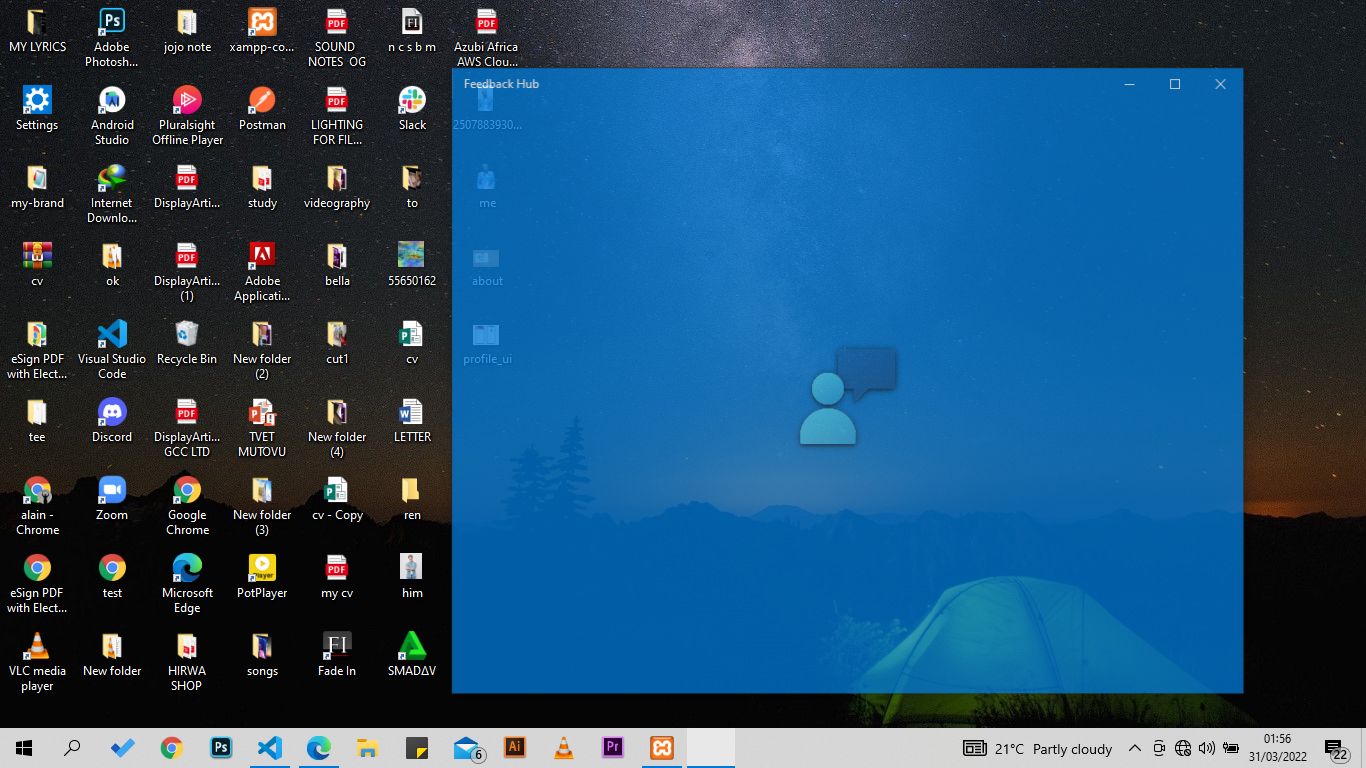 MY LYRICS
Adobe
Photosh...
jojo note
xampp-co...
SOUND
NOTES OG
n c s b m
Azubi Africa
AWS Clou...
Feedback Hub
Settings
Android
Studio
Pluralsight
Offline Player
Postman
LIGHTING
FOR FIL...
Slack
2507883930...
my-brand
Internet
Downlo...
DisplayArti...
study
videography
to
me
cv
ok
DisplayArti...
(1)
Adobe
Applicati...
bella
55650162
about
eSign PDF
with Elect...
Visual Studio
Code
Recycle Bin
New folder
(2)
cut1
cv
profile_ui
tee
Discord
DisplayArti...
GCC LTD
TVET
MUTOVU
New folder
(4)
LETTER
alain -
Chrome
Zoom
Google
Chrome
New folder
(3)
cv - Copy
ren
eSign PDF
with Elect...
test
Microsoft
Edge
PotPlayer
my cv
him
VLC media
player
New folder
HIRWA
SHOP
songs
Fade In
SMADΔV
6
21°C Partly cloudy
01:56
31/03/2022
22